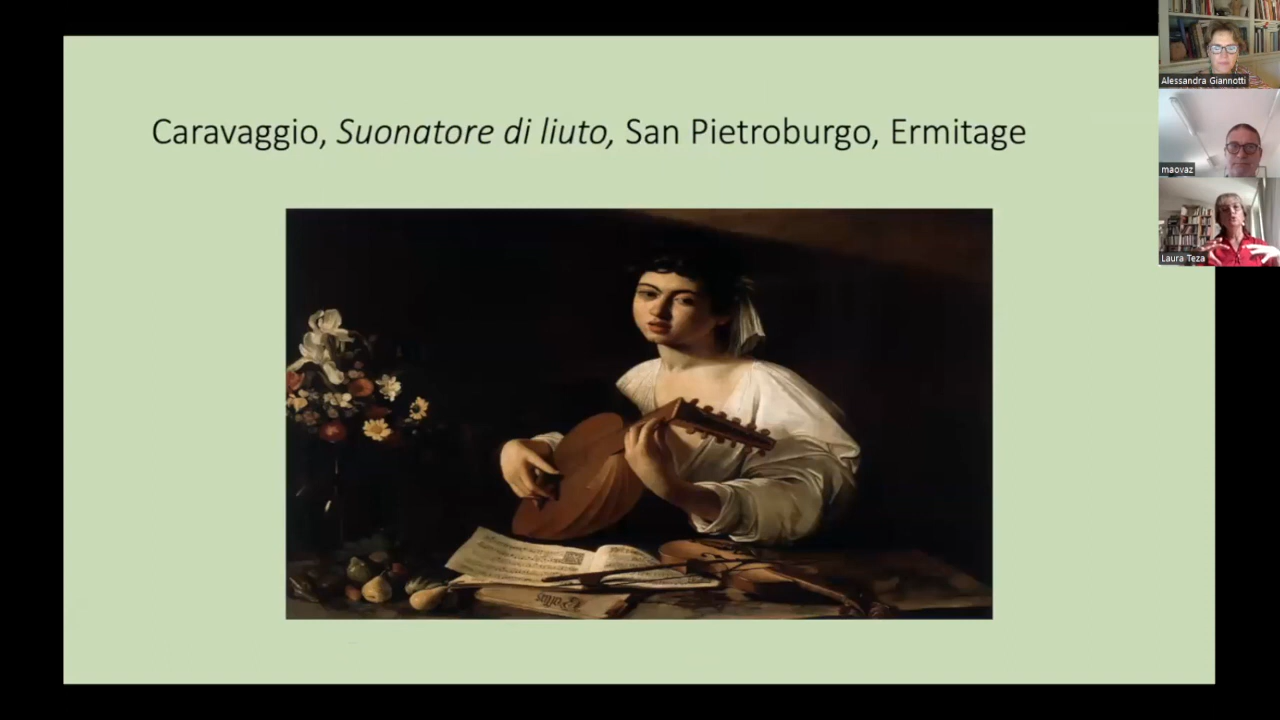 Caravaggio, Suonatore di liuto, San Pietroburgo, Ermitage
Alessandra Giannotti
maovaz
Laura Teza